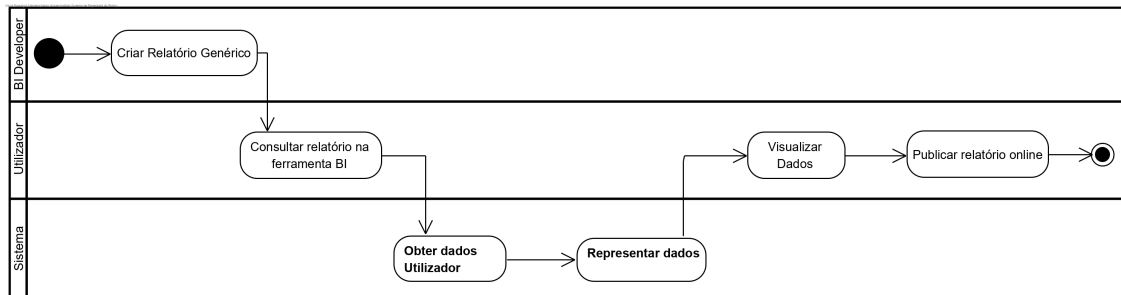 BI Developer
Criar Relatório Genérico
Utilizador
Consultar relatório na
ferramenta BI
Visualizar
Dados
Publicar relatório online
Sistema
Obter dados
Utilizador
Representar dados